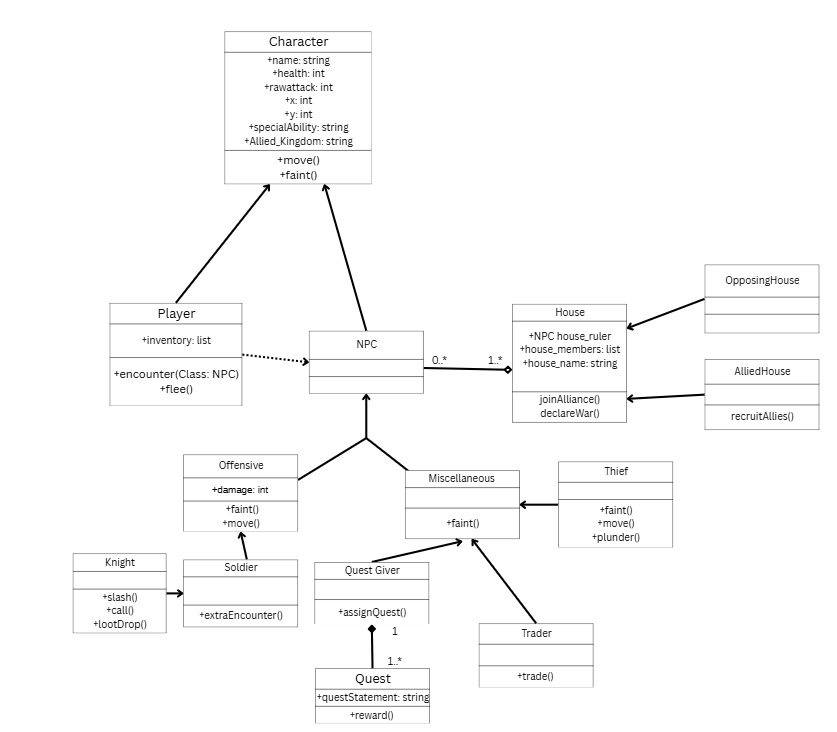 Character
+name: string
+health: int
+rawattack: int
+x: int
+y: int
+specialAbility: string
+Allied_Kingdom: string
+move()
+faint()
Player
+inventory: list
+encounter(Class: NPC)
+flee()
NPC
0..*
1..*
House
+NPC house_ruler
+house_members: list
+house_name: string
joinAlliance()
declareWar()
OpposingHouse
AlliedHouse
recruitAllies()
Offensive
+damage: int
+faint()
+move()
Miscellaneous
+faint()
Thief
+faint()
+move()
+plunder()
Knight
+slash()
+call()
+lootDrop()
Soldier
+extraEncounter()
Quest Giver
+assignQuest()
1
1..*
Quest
+questStatement: string
+reward()
Trader
+trade()